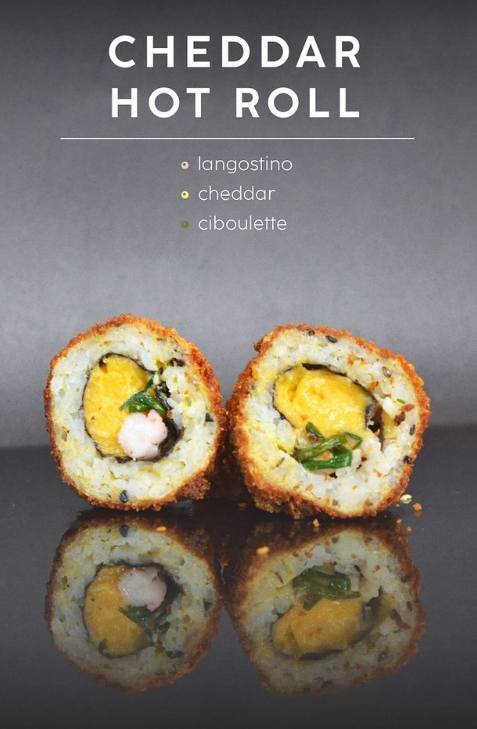 CHEDDAR
HOT ROLL
langostino
cheddar
ciboulette